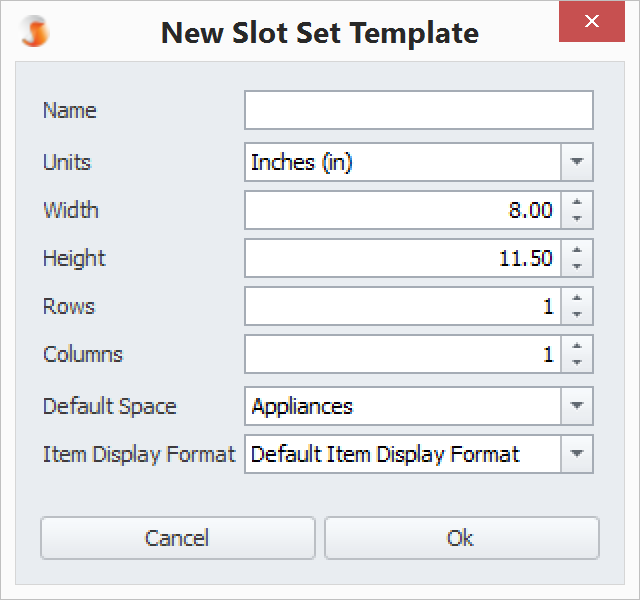 New Slot Set Template
Name
Units Inches (in)
Width 8.00
Height 11.50
Rows 1
Columns 1
Default Space Appliances
Item Display Format Default Item Display Format
Cancel Ok